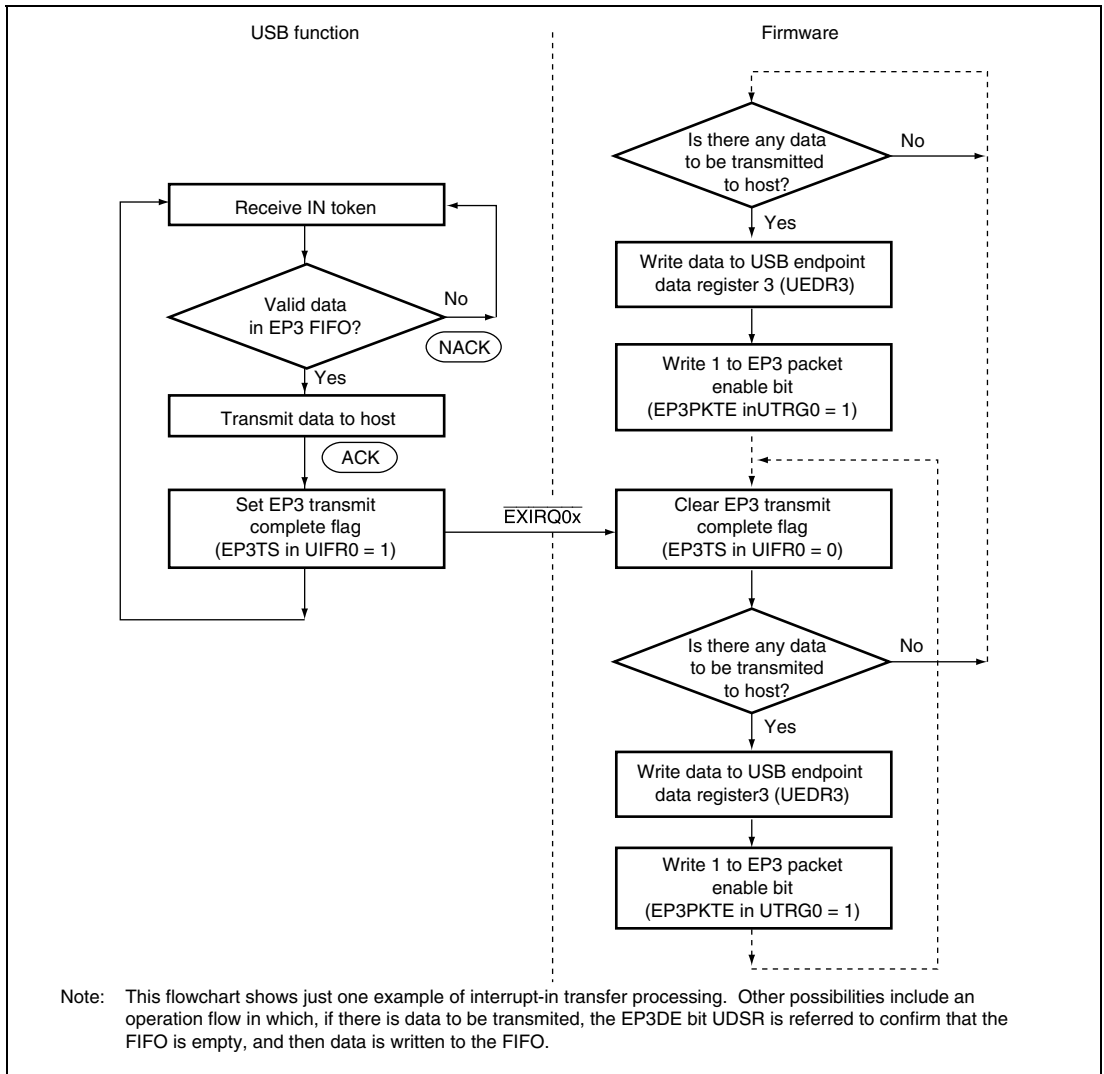 USB function
Receive IN token
Valid data
in EP3 FIFO?
No
NACK
Yes
Transmit data to host
ACK
Set EP3 transmit
complete flag
(EP3TS in UIFR0 = 1)
EXIRQ0x
Firmware
Is there any data
to be transmitted
to host?
No
Yes
Write data to USB endpoint
data register 3 (UEDR3)
Write 1 to EP3 packet
enable bit
(EP3PKTE inUTRG0 = 1)
Clear EP3 transmit
complete flag
(EP3TS in UIFR0 = 0)
Is there any data
to be transmited
to host?
No
Yes
Write data to USB endpoint
data register3 (UEDR3)
Write 1 to EP3 packet
enable bit
(EP3PKTE in UTRG0 = 1)
Note: This flowchart shows just one example of interrupt-in transfer processing. Other possibilities include an
operation flow in which, if there is data to be transmited, the EP3DE bit UDSR is referred to confirm that the
FIFO is empty, and then data is written to the FIFO.